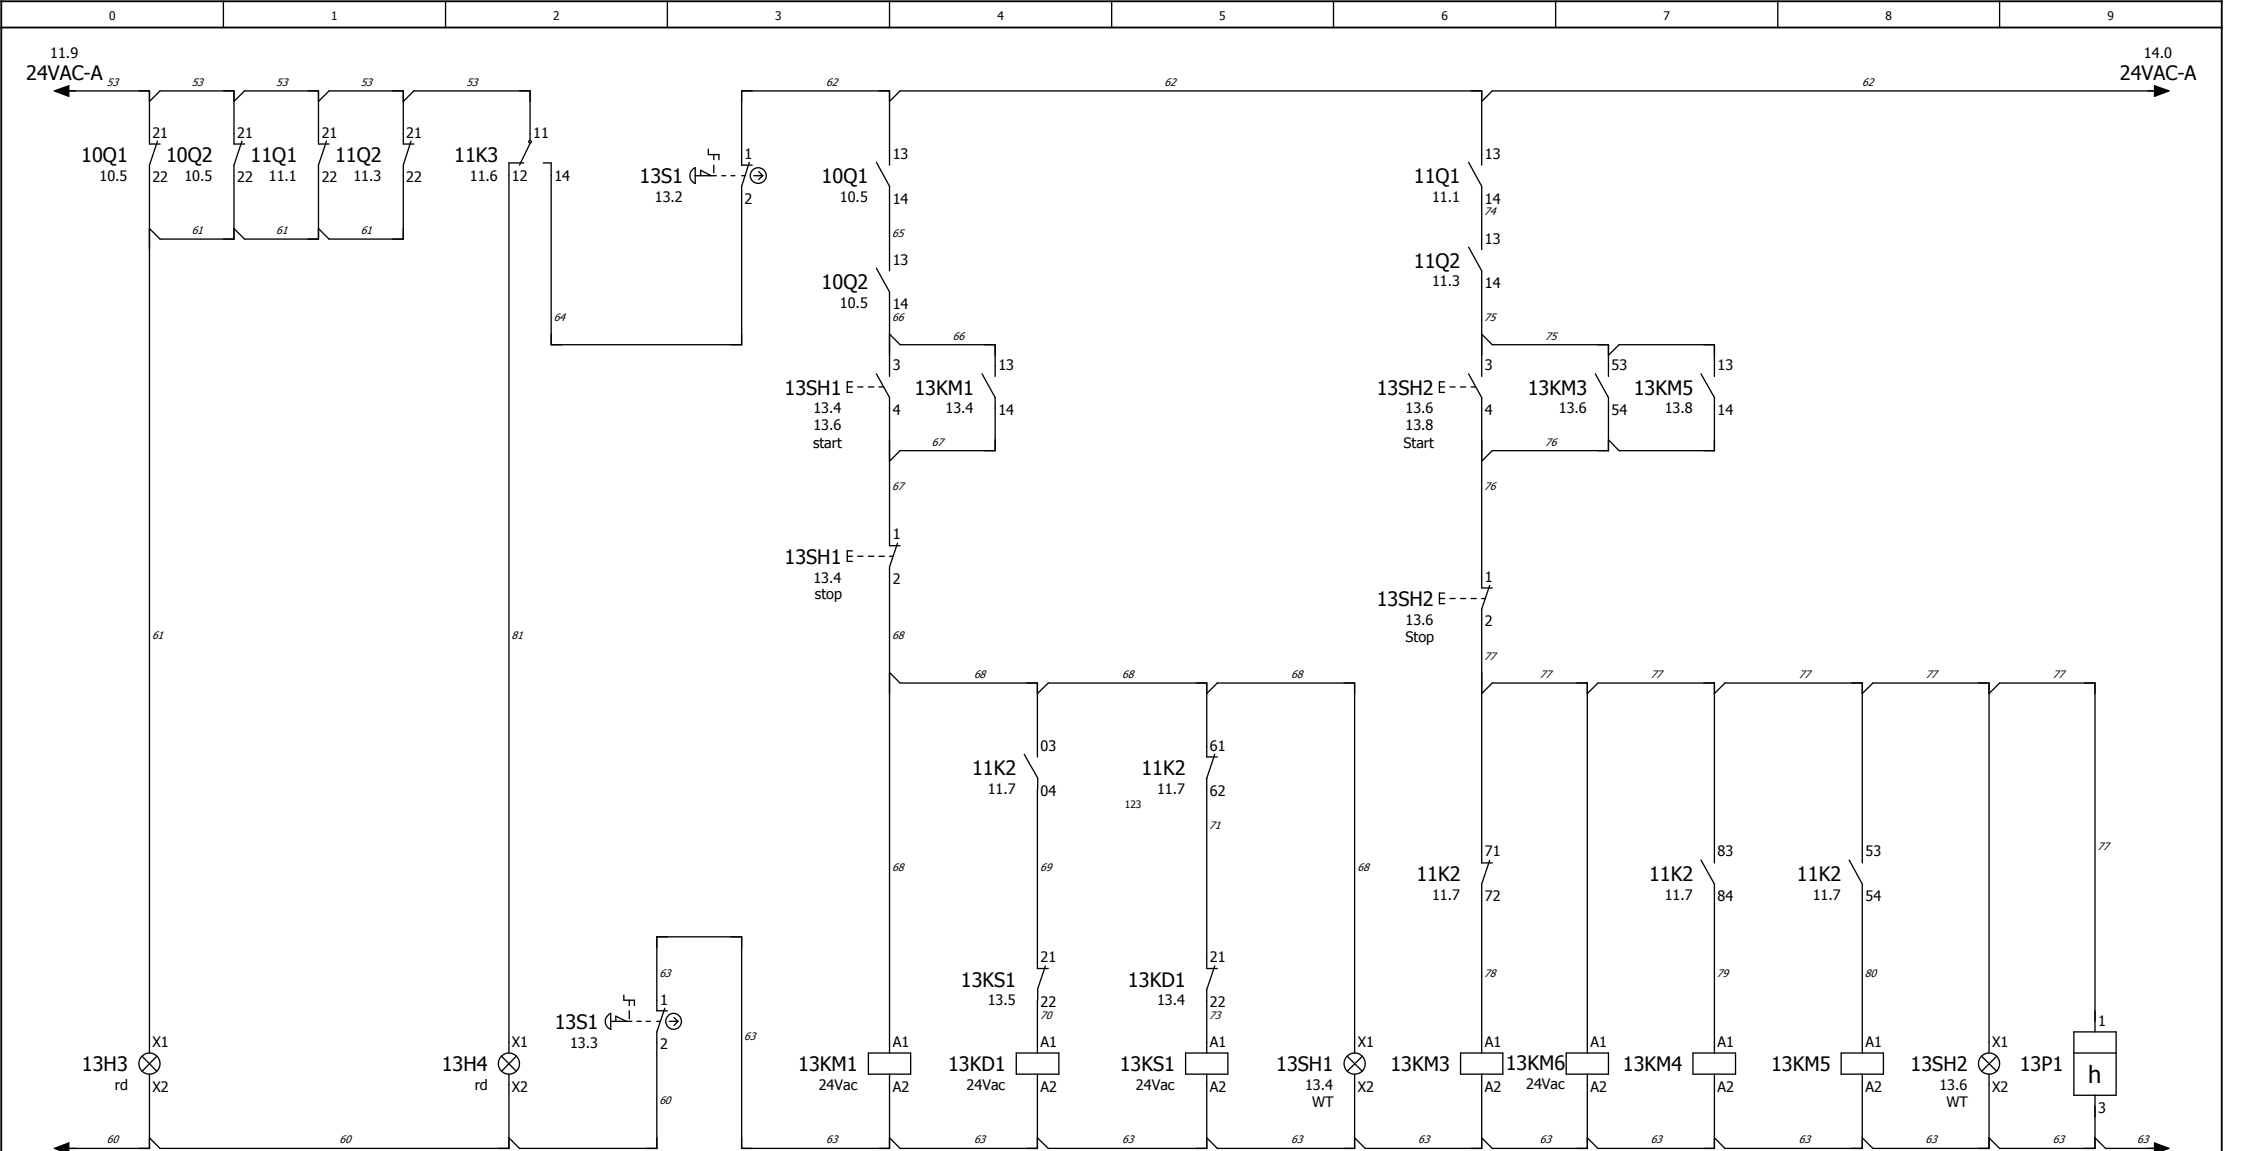 0 1 2 3 4 5 6 7 8 9
11.9 14.0
24VAC-A 24VAC-A
53 53 53 53 53 62 62 62
21 21 21 21 11
10Q1 10Q2 11Q1 11Q2 11K3 13S1 1 10Q1 13 11Q1 13
10.5 22 10.5 22 11.1 22 11.3 22 11.6 12 14 13.2 2 10.5 14 11.1 14
74
61 61 61 65
13 13
10Q2 11Q2
10.5 14 11.3 14
64 66 75
66 75
3 13 3 53 13
13SH1 13KM1 13SH2 13KM3 13KM5
13.4 4 13.4 14 13.6 4 13.6 54 13.8 14
13.6 13.8
start Start
67 76
67 76
1
13SH1
13.4 2
stop
1
13SH2
13.6 2
Stop
61 81 68
77
68 68 68 77 77 77 77 77
03 61
11K2 11K2
11.7 04 11.7 62
123
71
77
71 83 53
68 69 68
11K2 11K2 11K2
11.7 72 11.7 84 11.7 54
21 21
63 13KS1 13KD1 78 79 80
13.5 22 13.4 22
70 73
1
13S1
13.3 2
63
1
X1 X1 A1 A1 A1 X1 A1 A1 A1 A1 X1
13H3 13H4 13KM1 13KD1 13KS1 13SH1 13KM3 13KM6 13KM4 13KM5 13SH2 13P1 h
rd X2 rd X2 24Vac A2 24Vac A2 24Vac A2 13.4 X2 A2 24Vac A2 A2 A2 13.6 X2
60 WT WT 3
60 60 63 63 63 63 63 63 63 63 63 63